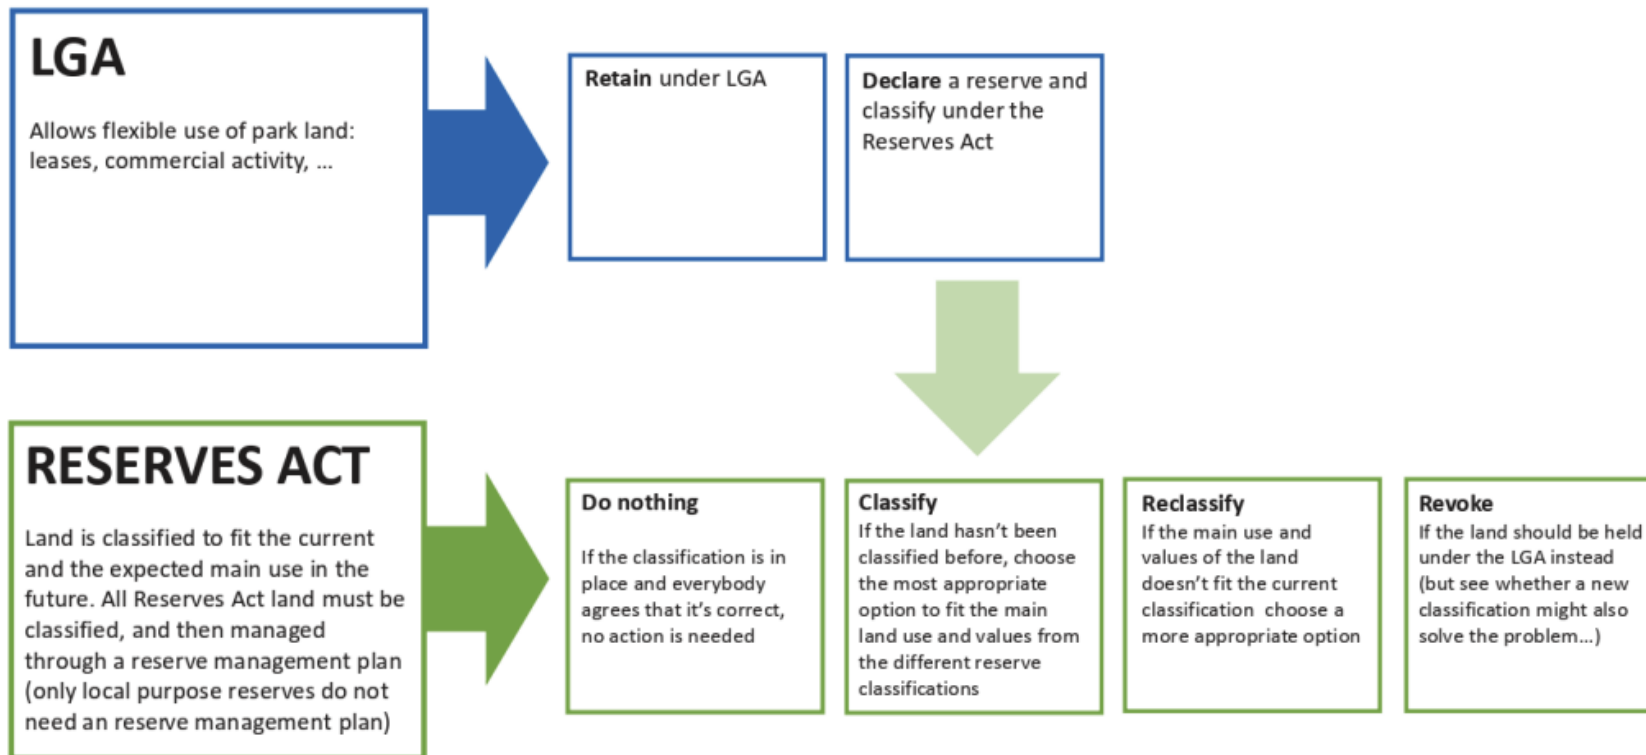 LGA
Allows flexible use of park land:
leases, commercial activity, ...
Retain under LGA
Declare a reserve and
classify under the
Reserves Act
RESERVES ACT
Land is classified to fit the current
and the expected main use in the
future. All Reserves Act land must be
classified, and then managed
through a reserve management plan
(only local purpose reserves do not
need an reserve management plan)
Do nothing
If the classification is in
place and everybody
agrees that it's correct,
no action is needed
Classify
If the land hasn't been
classified before, choose
the most appropriate
option to fit the main
land use and values from
the different reserve
classifications
Reclassify
If the main use and
values of the land
doesn't fit the current
classification choose a
more appropriate option
Revoke
If the land should be held
under the LGA instead
(but see whether a new
classification might also
solve the problem...)